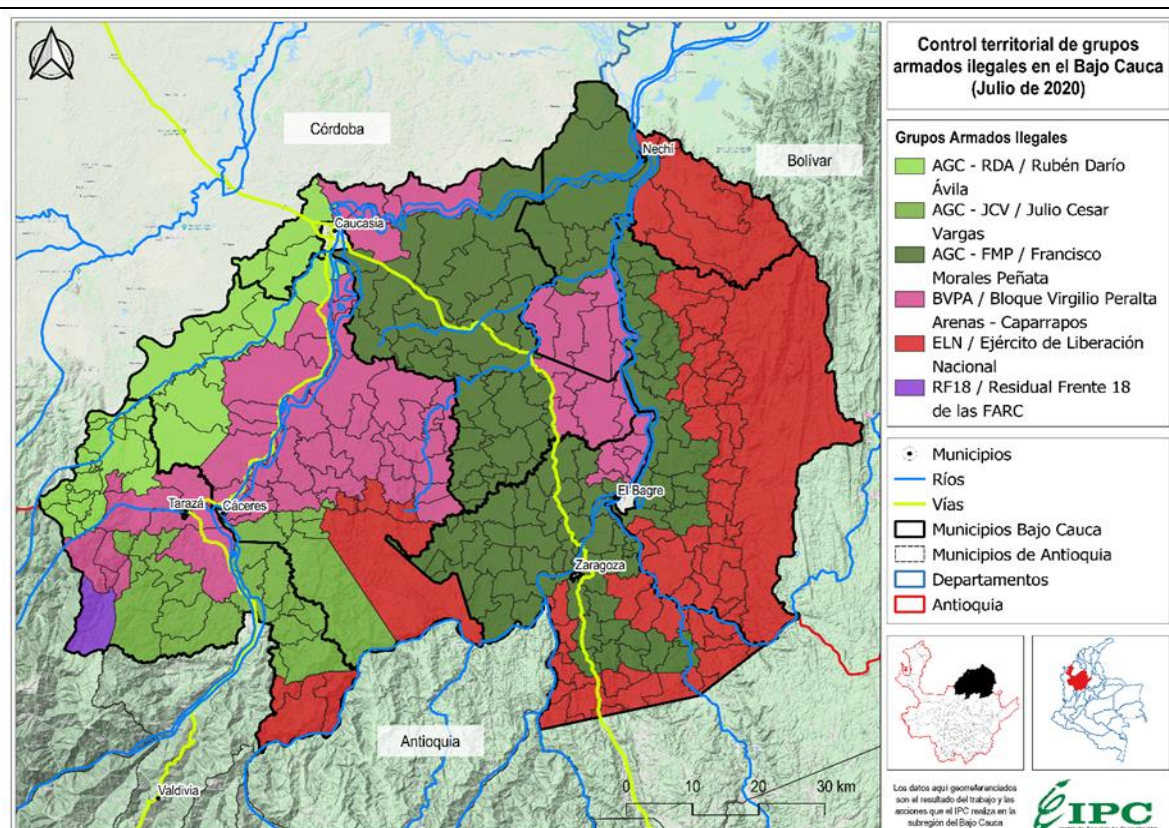 Control territorial de grupos
armados ilegales en el Bajo Cauca
(Julio de 2020)
Grupos Armados Ilegales
AGC - RDA / Rubén Darío
Ávila
AGC - JCV / Julio Cesar
Vargas
AGC - FMP / Francisco
Morales Peñata
BVPA / Bloque Virgilio Peralta
Arenas - Caparrapos
ELN / Ejército de Liberación
Nacional
RF18 / Residual Frente 18
de las FARC
Municipios
Ríos
Vías
Municipios Bajo Cauca
Municipios de Antioquia
Departamentos
Antioquia
Córdoba
Bolívar
Nechí
Caucasia
Tarazá
Cáceres
El Bagre
Zaragoza
Antioquia
Valdivia
0 10 20 30 km
Los datos aquí georreferenciados
son el resultado del trabajo y las
acciones que el IPC realiza en la
subregión del Bajo Cauca
IPC